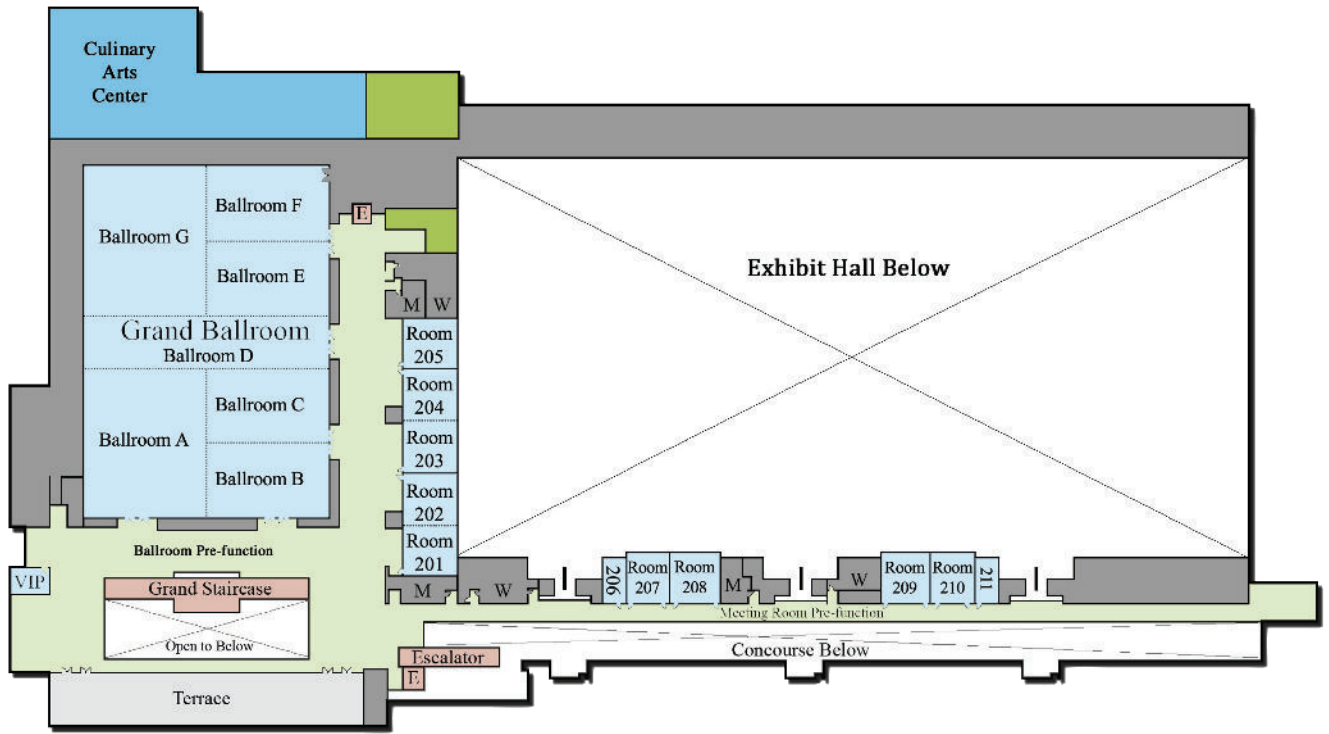 Culinary
Arts
Center
Ballroom F
E
Ballroom G
Ballroom E
Exhibit Hall Below
M
W
Grand Ballroom
Ballroom D
Room
205
Room
204
Ballroom C
Ballroom A
Room
203
Ballroom B
Room
202
Room
201
Ballroom Pre-function
VIP
Grand Staircase
Open to Below
M
W
206
Room
207
Room
208
M
W
Room
209
Room
210
211
Meeting Room Pre-function
Escalator
E
Concourse Below
Terrace